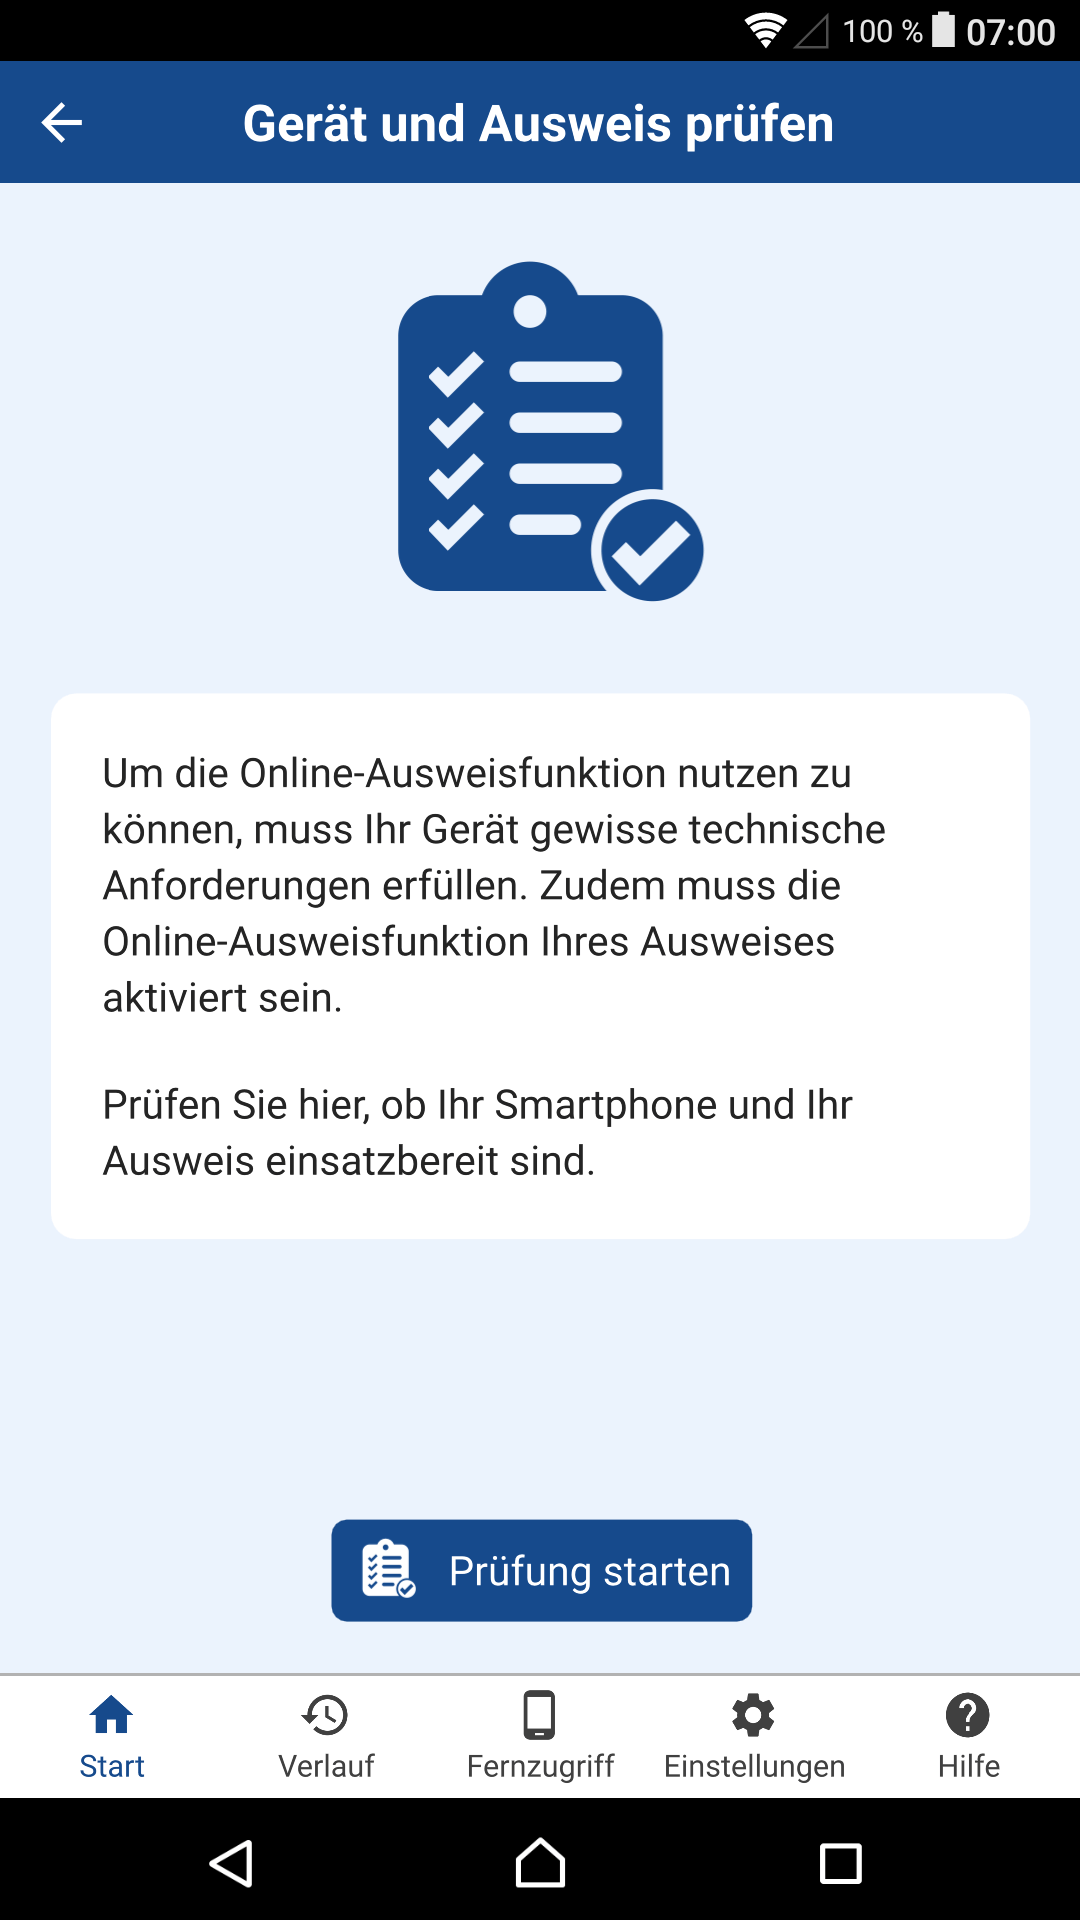 100 % 07:00
Gerät und Ausweis prüfen
Um die Online-Ausweisfunktion nutzen zu
können, muss Ihr Gerät gewisse technische
Anforderungen erfüllen. Zudem muss die
Online-Ausweisfunktion Ihres Ausweises
aktiviert sein.
Prüfen Sie hier, ob Ihr Smartphone und Ihr
Ausweis einsatzbereit sind.
Prüfung starten
Start Verlauf Fernzugriff Einstellungen Hilfe